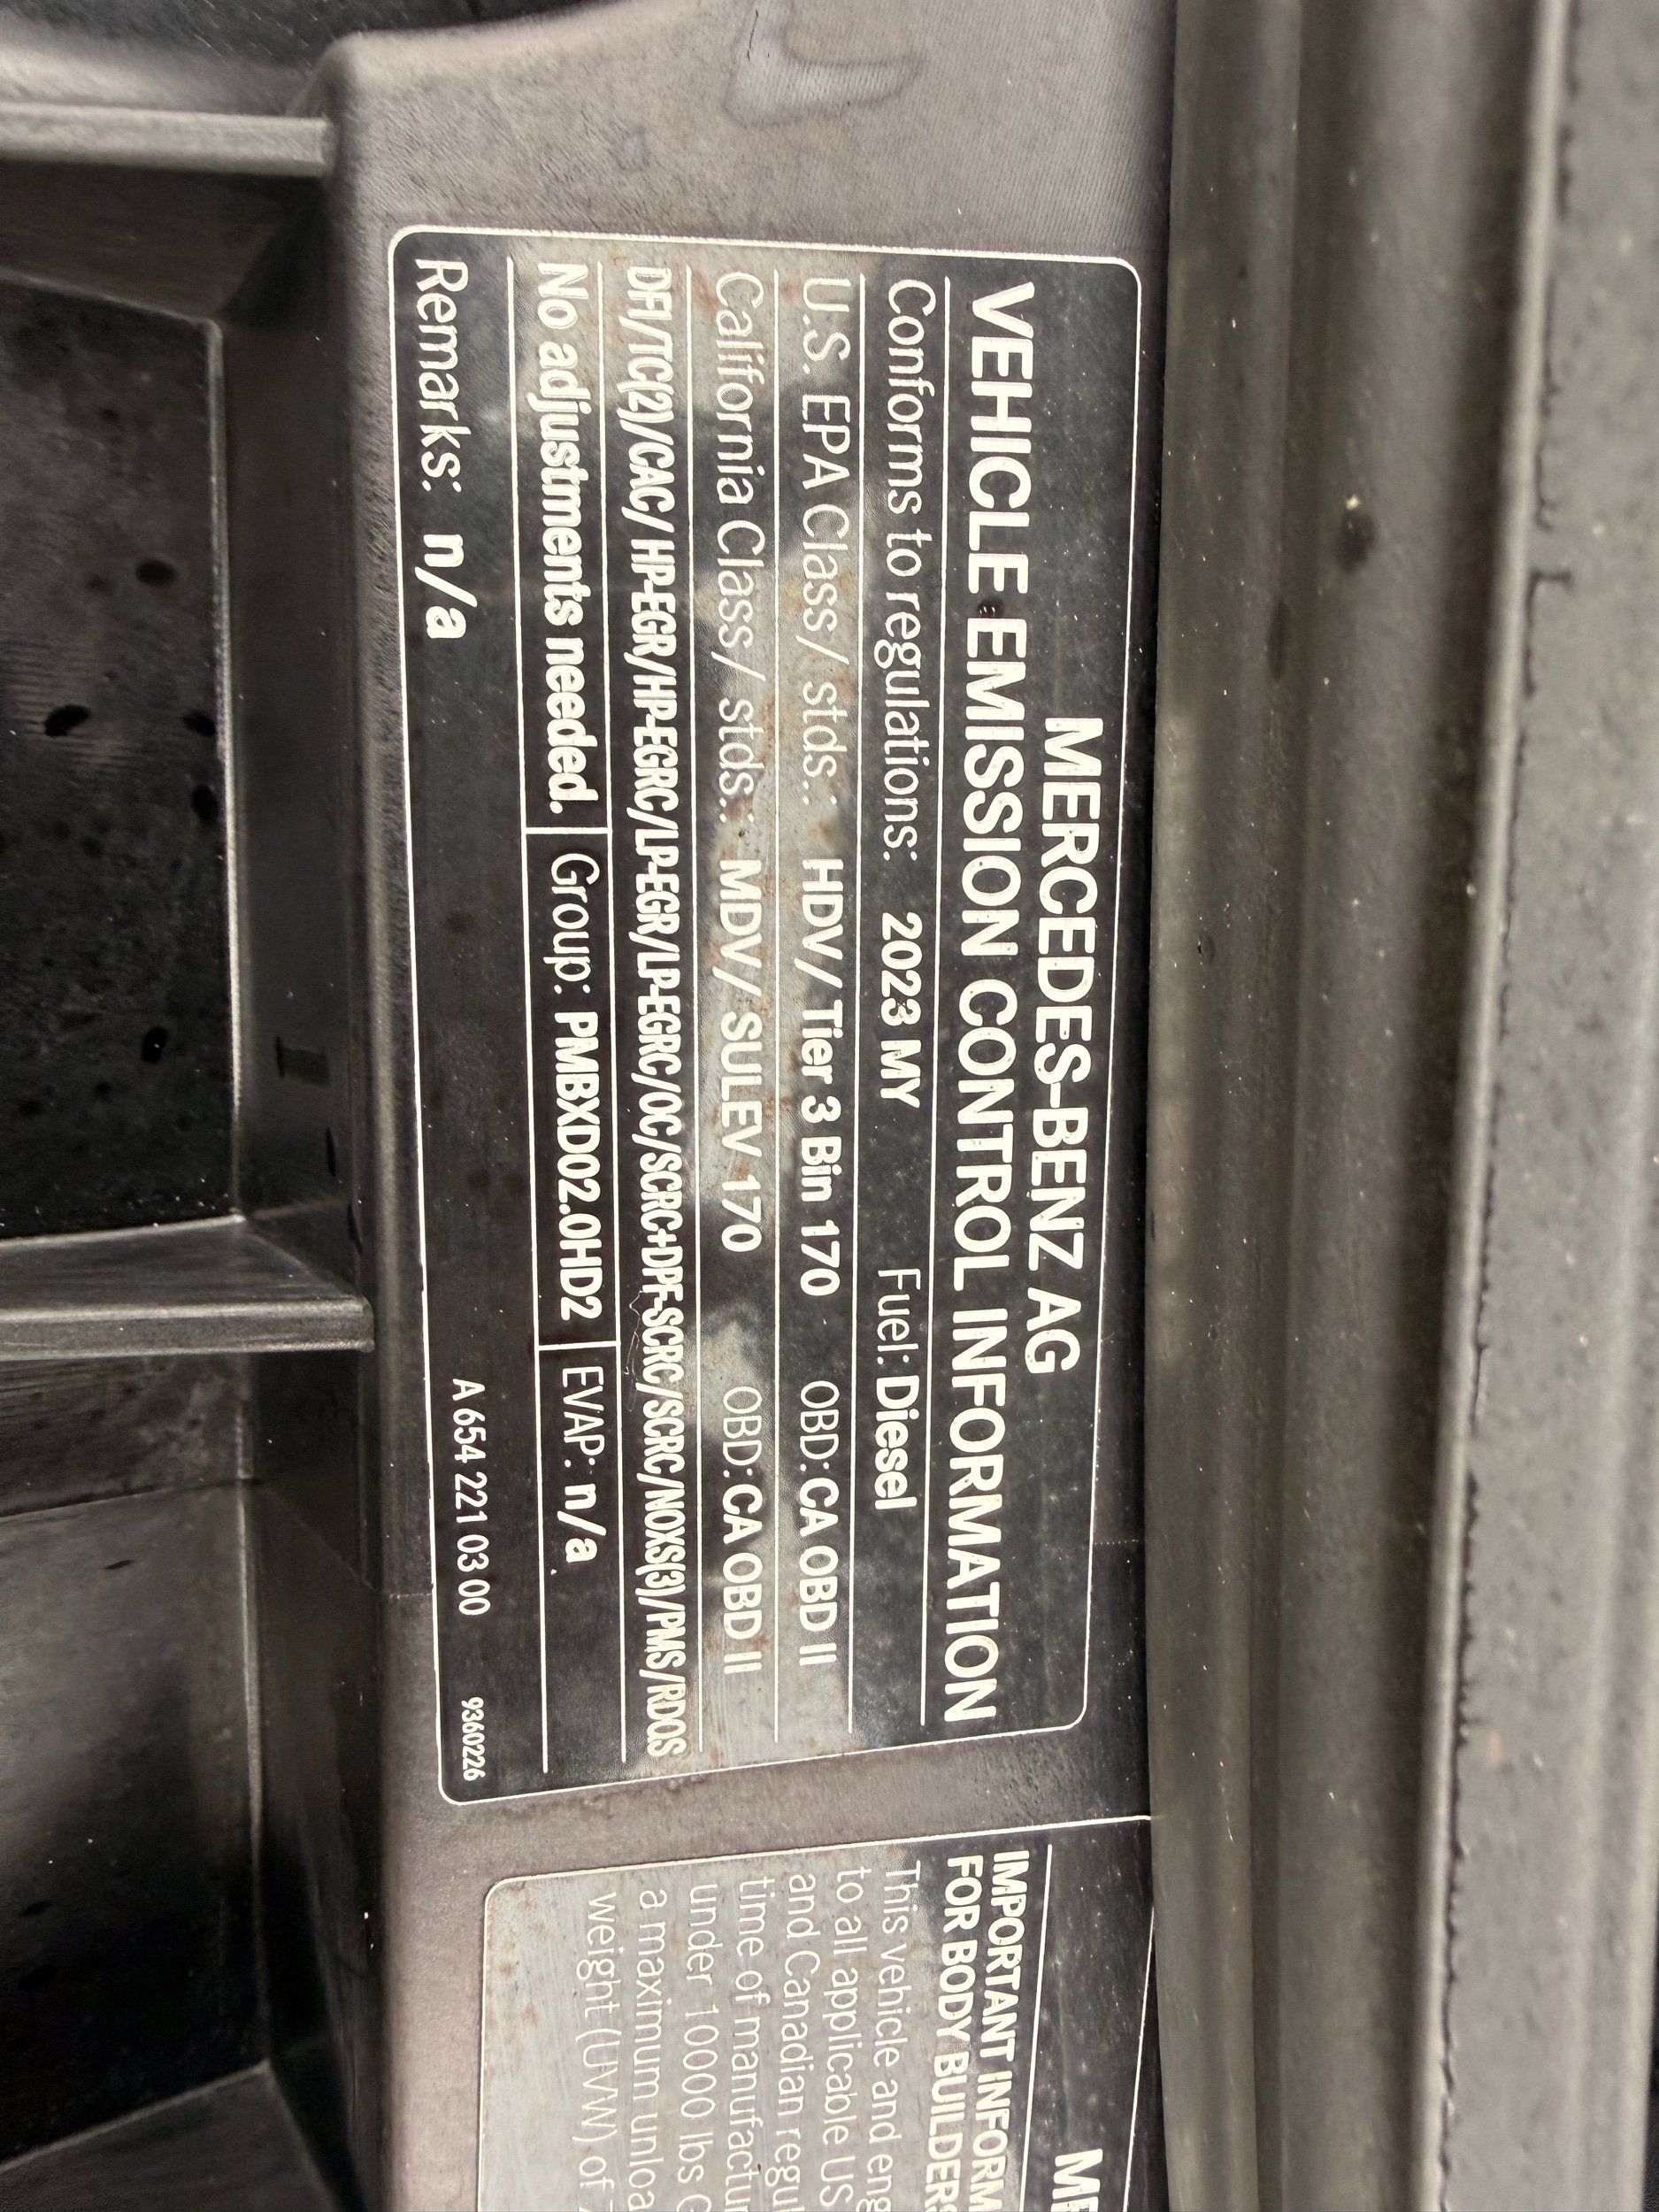 MERCEDES-BENZ AG
VEHICLE EMISSION CONTROL INFORMATION
Conforms to regulations: 2023 MY Fuel: Diesel
U.S. EPA Class / stds.: HDV / Tier 3 Bin 170 OBD: CA OBD II
California Class / stds.: MDV / SULEV 170 OBD: CA OBD II
DFI/TC(2)/CAC/ HP-EGR/HP-EGRC/LP-EGR/LP-EGRC/OC/SCRC+DPF-SCRC/SCRC/NOXS(3)/PMS/RDQS
No adjustments needed. Group: PMBXD02.0HD2 EVAP: n/a
Remarks: n/a
A 654 221 03 00 9360226
IMPORTANT INFORM
FOR BODY BUILDERS
This vehicle and eng
to all applicable US
and Canadian regul
time of manufactur
under 10000 lbs G
a maximum unloa
weight (UVW) of